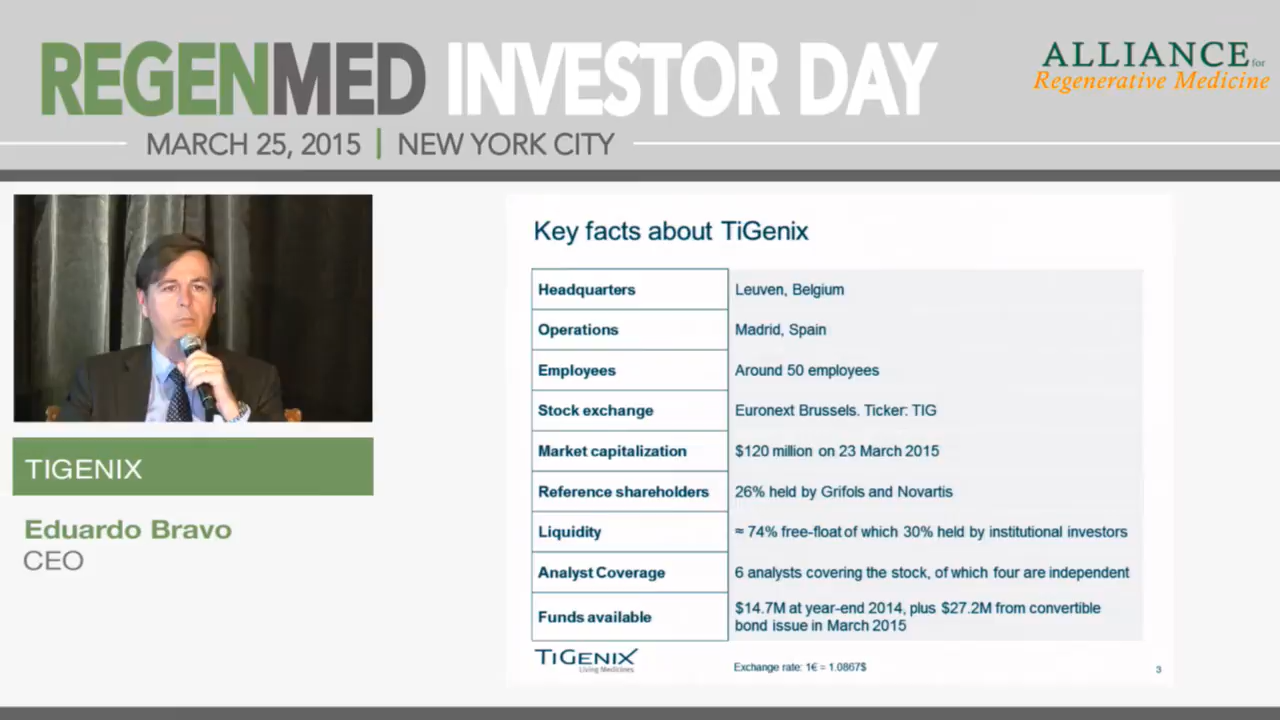 REGENMED INVESTOR DAY
MARCH 25, 2015 | NEW YORK CITY
ALLIANCE for
Regenerative Medicine
TIGENIX
Eduardo Bravo
CEO
Key facts about TiGenix
Headquarters Leuven, Belgium
Operations Madrid, Spain
Employees Around 50 employees
Stock exchange Euronext Brussels. Ticker: TIG
Market capitalization $120 million on 23 March 2015
Reference shareholders 26% held by Grifols and Novartis
Liquidity ≈ 74% free-float of which 30% held by institutional investors
Analyst Coverage 6 analysts covering the stock, of which four are independent
Funds available $14.7M at year-end 2014, plus $27.2M from convertible
bond issue in March 2015
TiGENIX
Living Medicines
Exchange rate: 1€ = 1.0867$
3